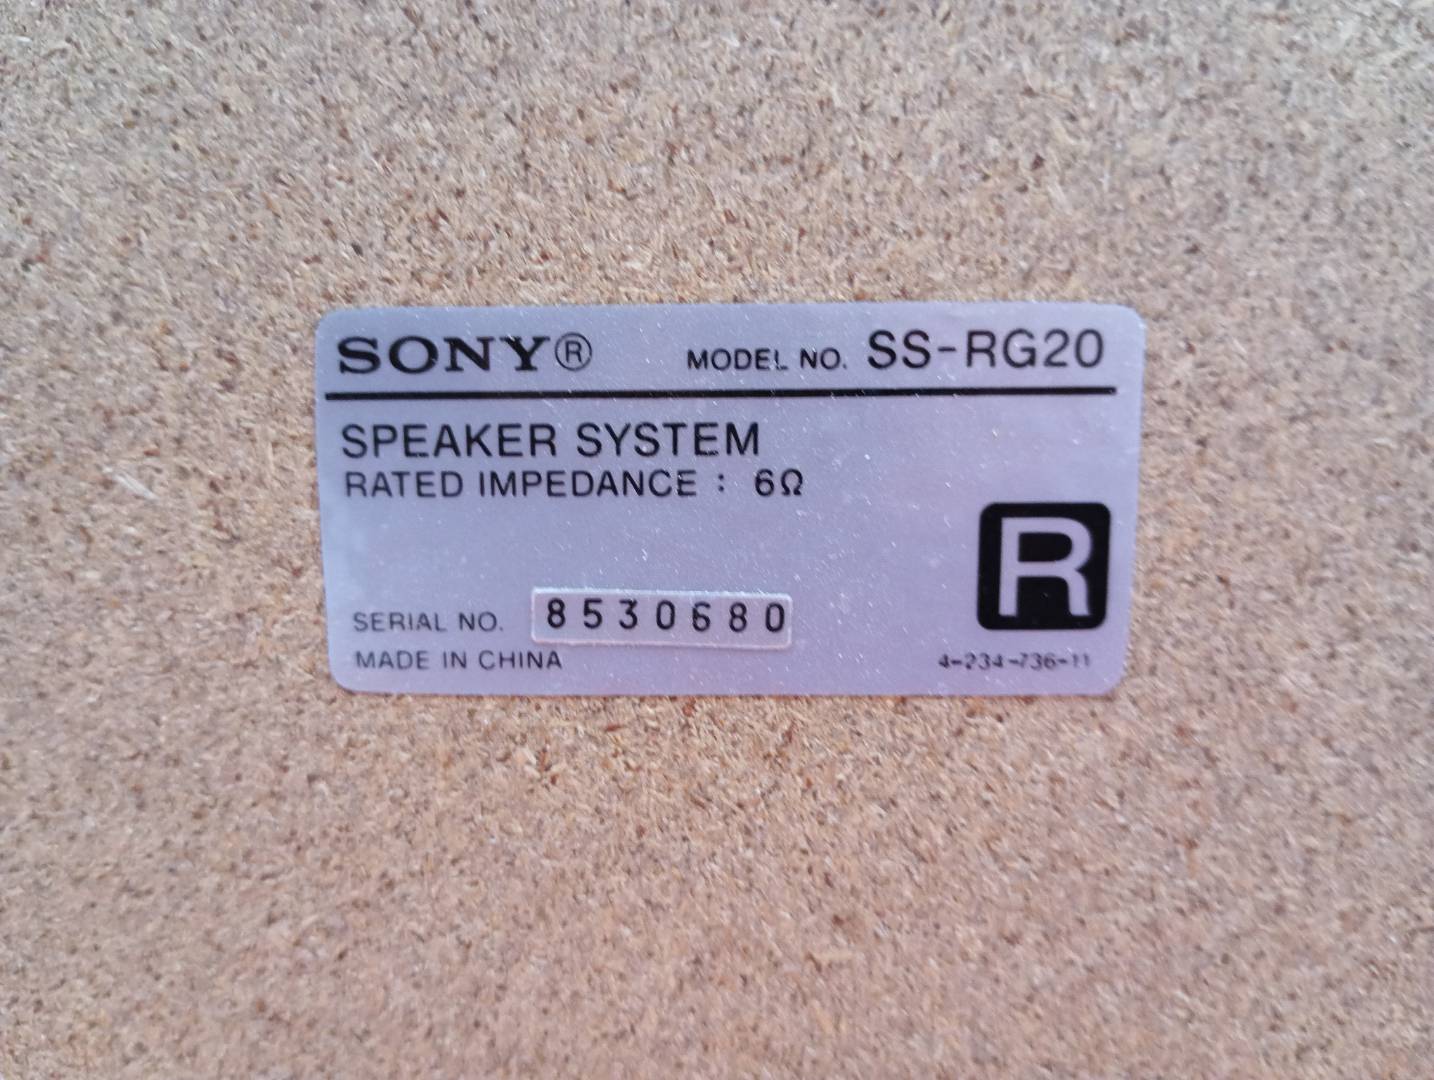 SONY® MODEL NO. SS-RG20
SPEAKER SYSTEM
RATED IMPEDANCE : 6Ω
R
SERIAL NO. 8530680
MADE IN CHINA 4-234-736-11